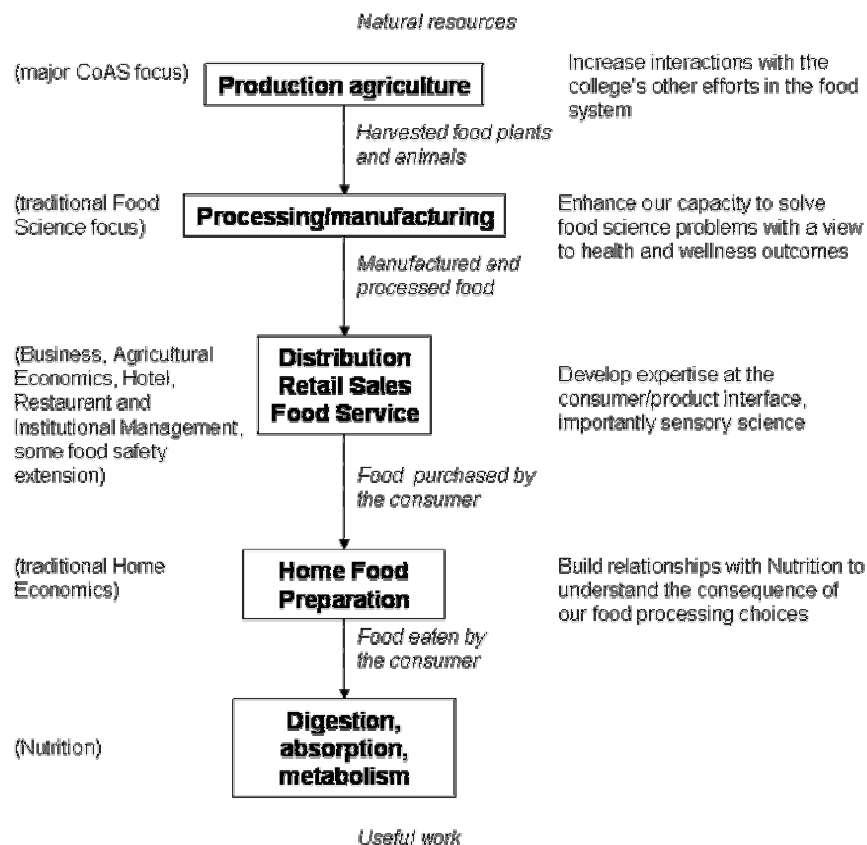 Natural resources
(major CoAS focus)
Production agriculture
Increase interactions with the
college's other efforts in the food
system
Harvested food plants
and animals
(traditional Food
Science focus)
Processing/manufacturing
Enhance our capacity to solve
food science problems with a view
to health and wellness outcomes
Manufactured and
processed food
(Business, Agricultural
Economics, Hotel,
Restaurant and
Institutional Management,
some food safety
extension)
Distribution
Retail Sales
Food Service
Develop expertise at the
consumer/product interface,
importantly sensory science
Food purchased by
the consumer
(traditional Home
Economics)
Home Food
Preparation
Build relationships with Nutrition to
understand the consequence of
our food processing choices
Food eaten by
the consumer
(Nutrition)
Digestion,
absorption,
metabolism
Useful work